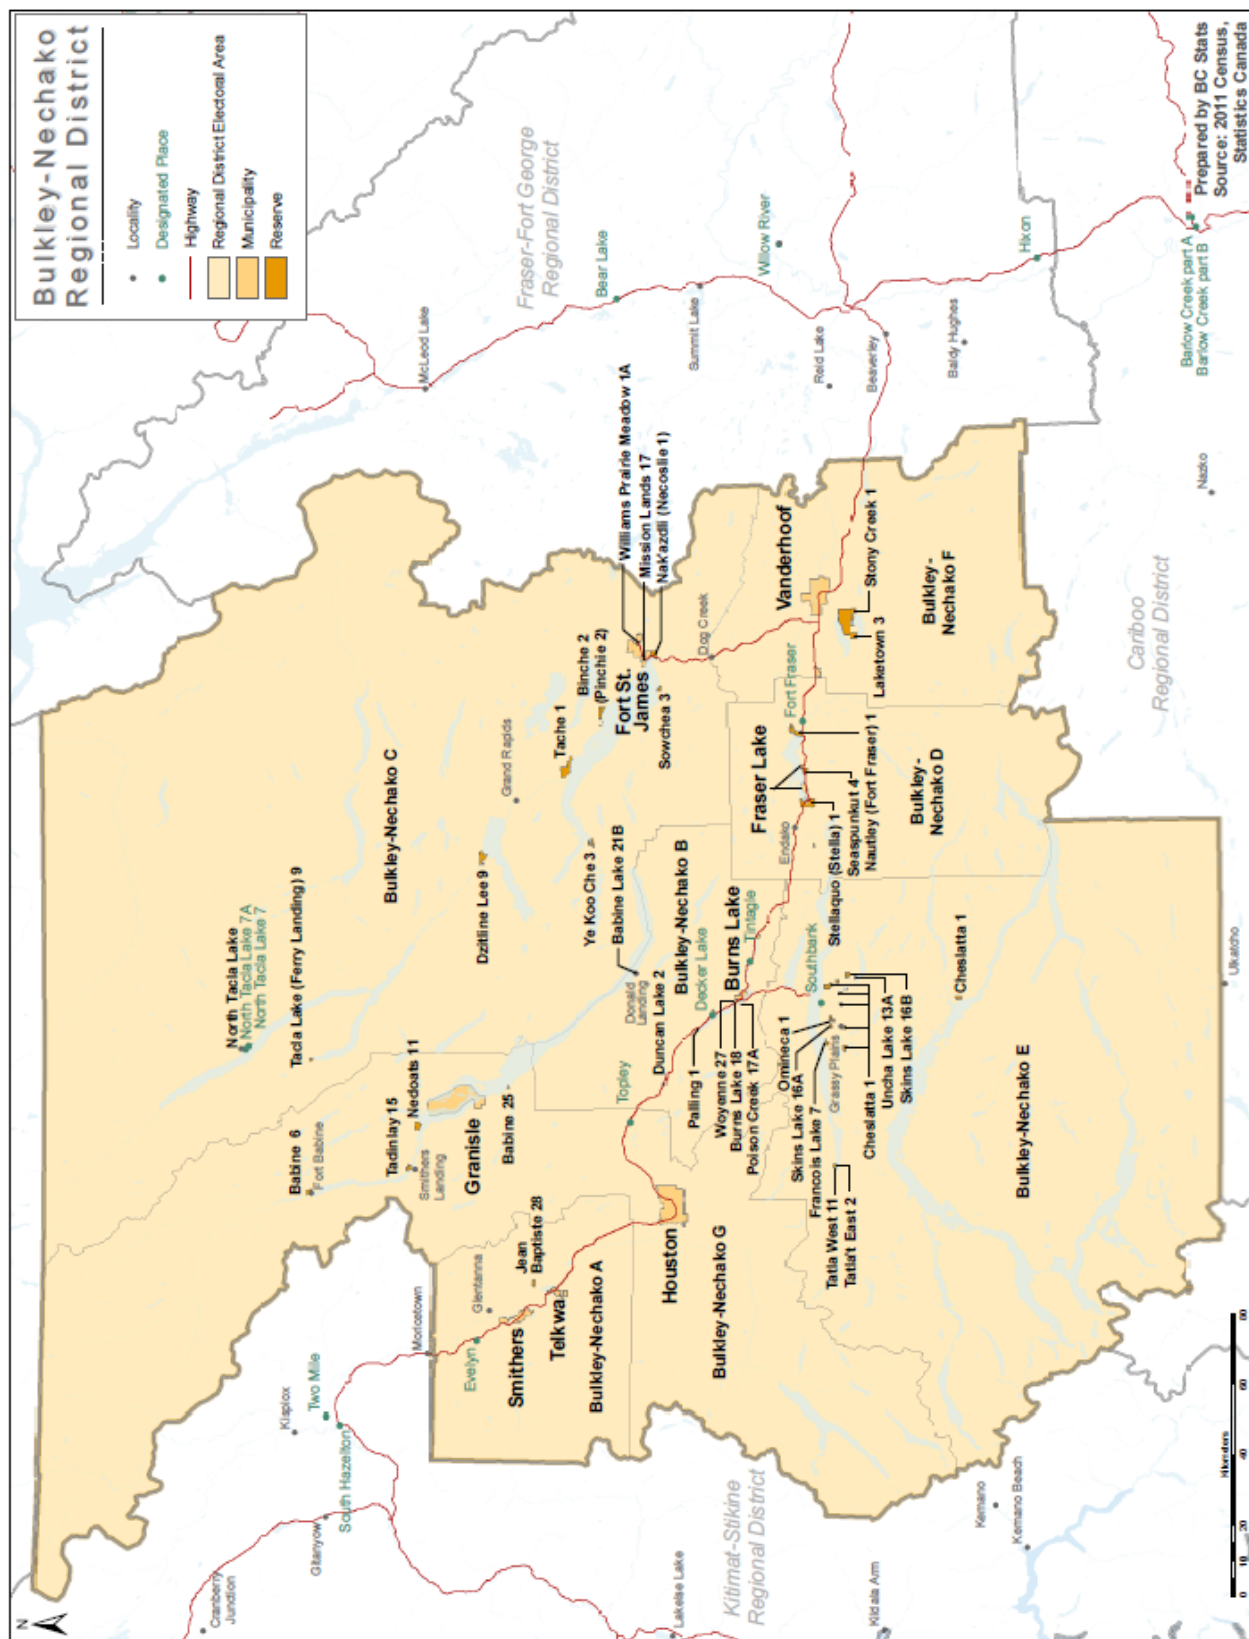 Bulkley-Nechako
Regional District
Locality
Designated Place
Highway
Regional District Electoral Area
Municipality
Reserve
N
Cranberry
Junction
Gitanyow
Kispiox
Two Mile
South Hazelton
Moricetown
Lakelse Lake
Kitimat-Stikine
Regional District
Kildala Arm
Kemano
Kemano Beach
Evelyn
Glentanna
Smithers
Telkwa
Jean
Baptiste 28
Bulkley-Nechako A
Houston
Bulkley-Nechako G
Babine 6
Fort Babine
Tadinlay 15
Smithers
Landing
Nedoats 11
Granisle
Babine 25
Topley
North Tacla Lake
North Tacla Lake 7A
North Tacla Lake 7
Tacla Lake (Ferry Landing) 9
Bulkley-Nechako C
Dzitline Lee 9
Grand Rapids
Ye Koo Che 3
Babine Lake 21B
Donald
Landing
Duncan Lake 2
Bulkley-Nechako B
Decker Lake
Palling 1
Burns Lake
Tintagle
Woyenne 27
Burns Lake 18
Poison Creek 17A
Southbank
Omineca 1
Skins Lake 16A
Francois Lake 7
Grassy Plains
Tatla West 11
Tatla't East 2
Cheslatta 1
Uncha Lake 13A
Skins Lake 16B
Cheslatta 1
Bulkley-Nechako E
Ulkatcho
Tache 1
Binche 2
(Pinchie 2)
Fort St.
James
Sowchea 3
Williams Prairie Meadow 1A
Mission Lands 17
Nak'azdli (Necoslie 1)
Dog Creek
Vanderhoof
Fort Fraser
Fraser Lake
Endako
Stellaquo (Stella) 1
Seaspunkut 4
Nautley (Fort Fraser) 1
Bulkley-
Nechako D
Laketown 3
Stony Creek 1
Bulkley-
Nechako F
McLeod Lake
Fraser-Fort George
Regional District
Bear Lake
Summit Lake
Willow River
Reid Lake
Beaverley
Baldy Hughes
Hixon
Nazko
Cariboo
Regional District
Barlow Creek part A
Barlow Creek part B
0 10 20 40 60 80
Kilometers
Prepared by BC Stats
Source: 2011 Census,
Statistics Canada